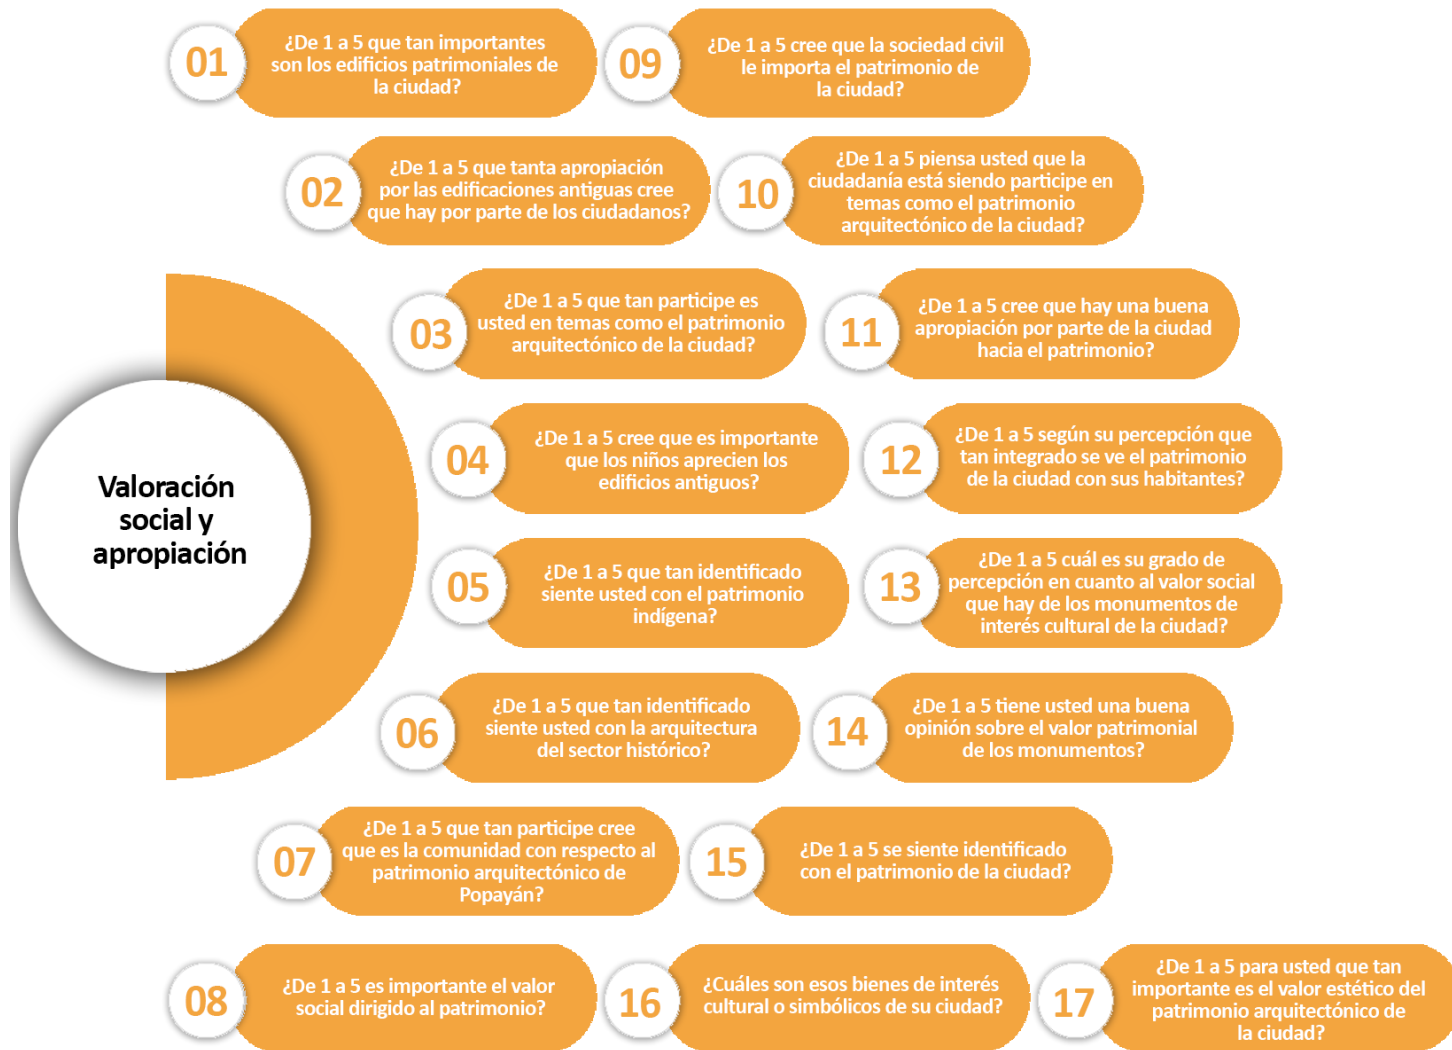 Valoración
social y
apropiación
01
¿De 1 a 5 que tan importantes
son los edificios patrimoniales de
la ciudad?
02
¿De 1 a 5 que tanta apropiación
por las edificaciones antiguas cree
que hay por parte de los ciudadanos?
03
¿De 1 a 5 que tan participe es
usted en temas como el patrimonio
arquitectónico de la ciudad?
04
¿De 1 a 5 cree que es importante
que los niños aprecien los
edificios antiguos?
05
¿De 1 a 5 que tan identificado
siente usted con el patrimonio
indígena?
06
¿De 1 a 5 que tan identificado
siente usted con la arquitectura
del sector histórico?
07
¿De 1 a 5 que tan participe cree
que es la comunidad con respecto al
patrimonio arquitectónico de
Popayán?
08
¿De 1 a 5 es importante el valor
social dirigido al patrimonio?
09
¿De 1 a 5 cree que la sociedad civil
le importa el patrimonio de
la ciudad?
10
¿De 1 a 5 piensa usted que la
ciudadanía está siendo participe en
temas como el patrimonio
arquitectónico de la ciudad?
11
¿De 1 a 5 cree que hay una buena
apropiación por parte de la ciudad
hacia el patrimonio?
12
¿De 1 a 5 según su percepción que
tan integrado se ve el patrimonio
de la ciudad con sus habitantes?
13
¿De 1 a 5 cuál es su grado de
percepción en cuanto al valor social
que hay de los monumentos de
interés cultural de la ciudad?
14
¿De 1 a 5 tiene usted una buena
opinión sobre el valor patrimonial
de los monumentos?
15
¿De 1 a 5 se siente identificado
con el patrimonio de la ciudad?
16
¿Cuáles son esos bienes de interés
cultural o simbólicos de su ciudad?
17
¿De 1 a 5 para usted que tan
importante es el valor estético del
patrimonio arquitectónico de
la ciudad?